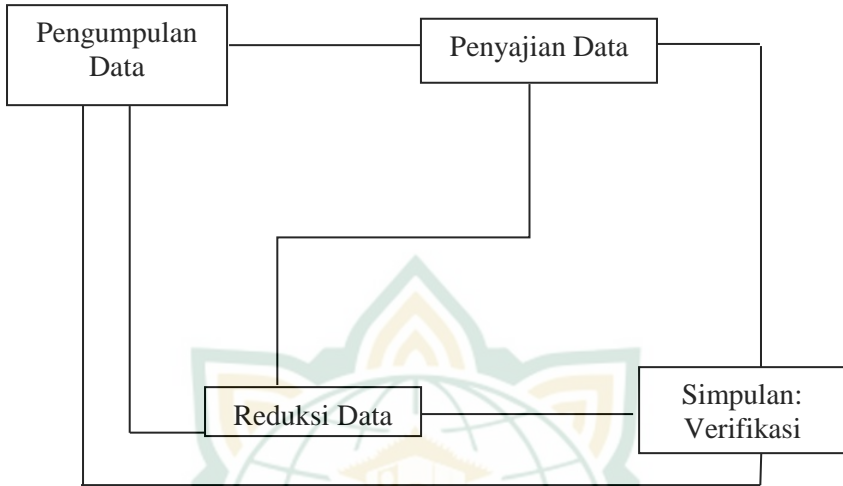 Pengumpulan
Data
Penyajian Data
Reduksi Data
Simpulan:
Verifikasi